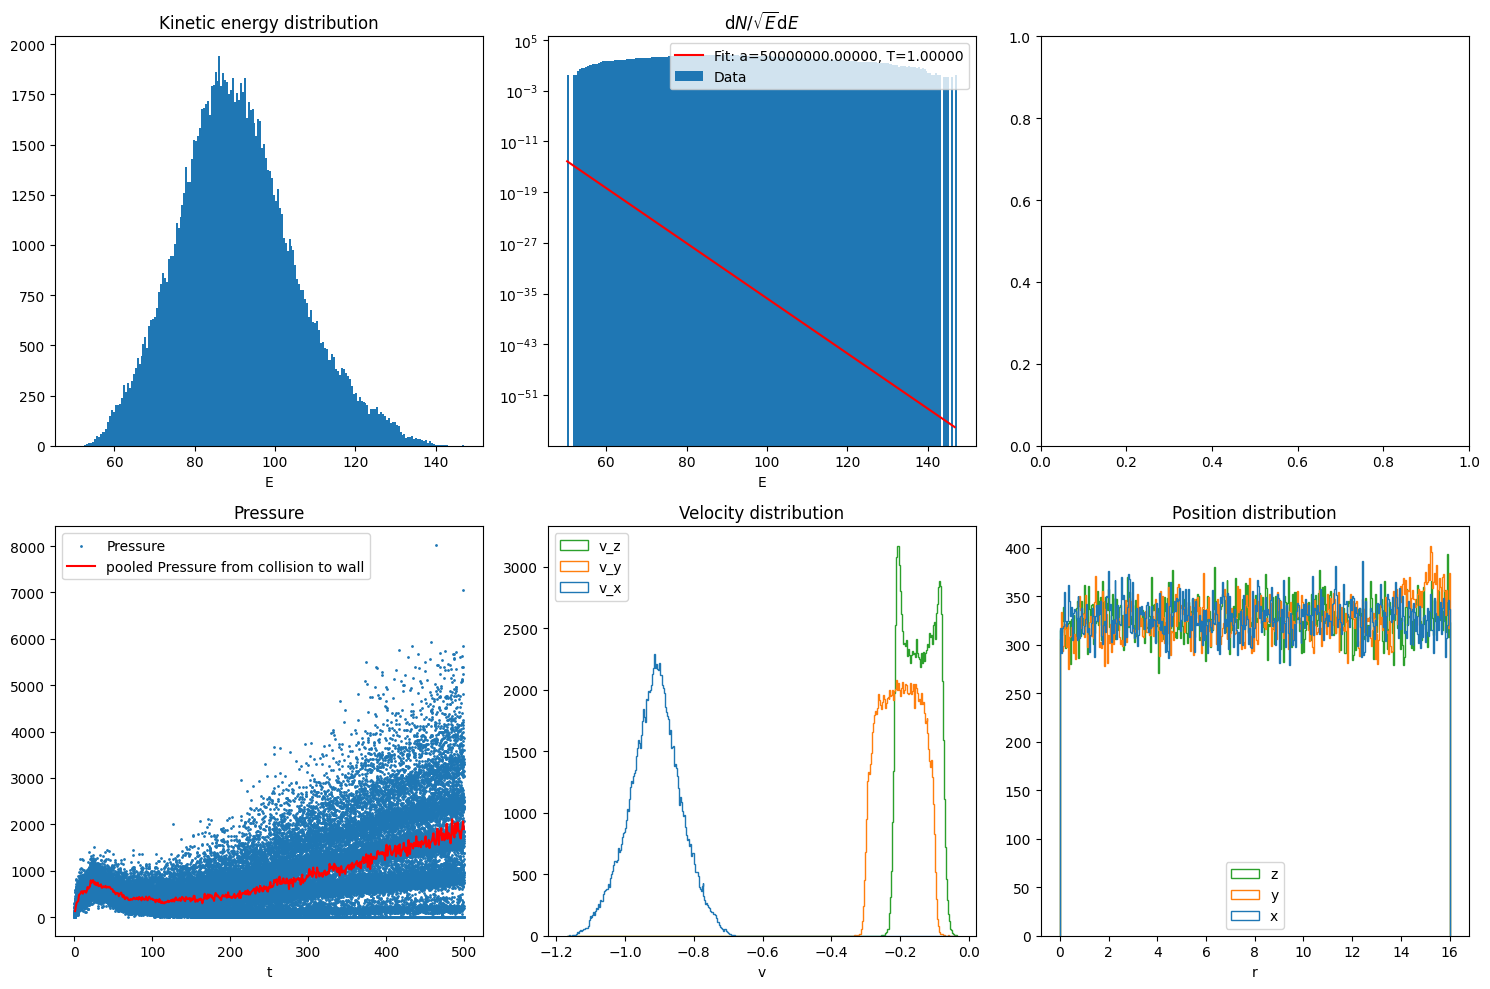 Kinetic energy distribution
2000
1750
1500
1250
1000
750
500
250
0
60 80 100 120 140
E
dN/√E dE
10^5
10^-3
10^-11
10^-19
10^-27
10^-35
10^-43
10^-51
Fit: a=50000000.00000, T=1.00000
Data
60 80 100 120 140
E
1.0
0.8
0.6
0.4
0.2
0.0
0.0 0.2 0.4 0.6 0.8 1.0
Pressure
8000
7000
6000
5000
4000
3000
2000
1000
0
Pressure
pooled Pressure from collision to wall
0 100 200 300 400 500
t
Velocity distribution
3000
2500
2000
1500
1000
500
0
v_z
v_y
v_x
−1.2 −1.0 −0.8 −0.6 −0.4 −0.2 0.0
v
Position distribution
400
350
300
250
200
150
100
50
0
z
y
x
0 2 4 6 8 10 12 14 16
r